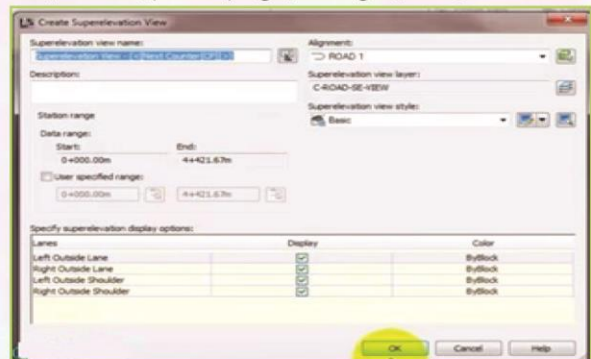 Create Superelevation View
Superelevation view name:
Superelevation View - (<[Next Counter(CP)]>)
Alignment:
ROAD 1
Description:
Superelevation view layer:
C-ROAD-SE-VIEW
Superelevation view style:
Basic
Station range
Data range:
Start: End:
0+000.00m 4+421.67m
User specified range:
0+000.00m 4+421.67m
Specify superelevation display options:
Lanes Display Color
Left Outside Lane ByBlock
Right Outside Lane ByBlock
Left Outside Shoulder ByBlock
Right Outside Shoulder ByBlock
OK Cancel Help